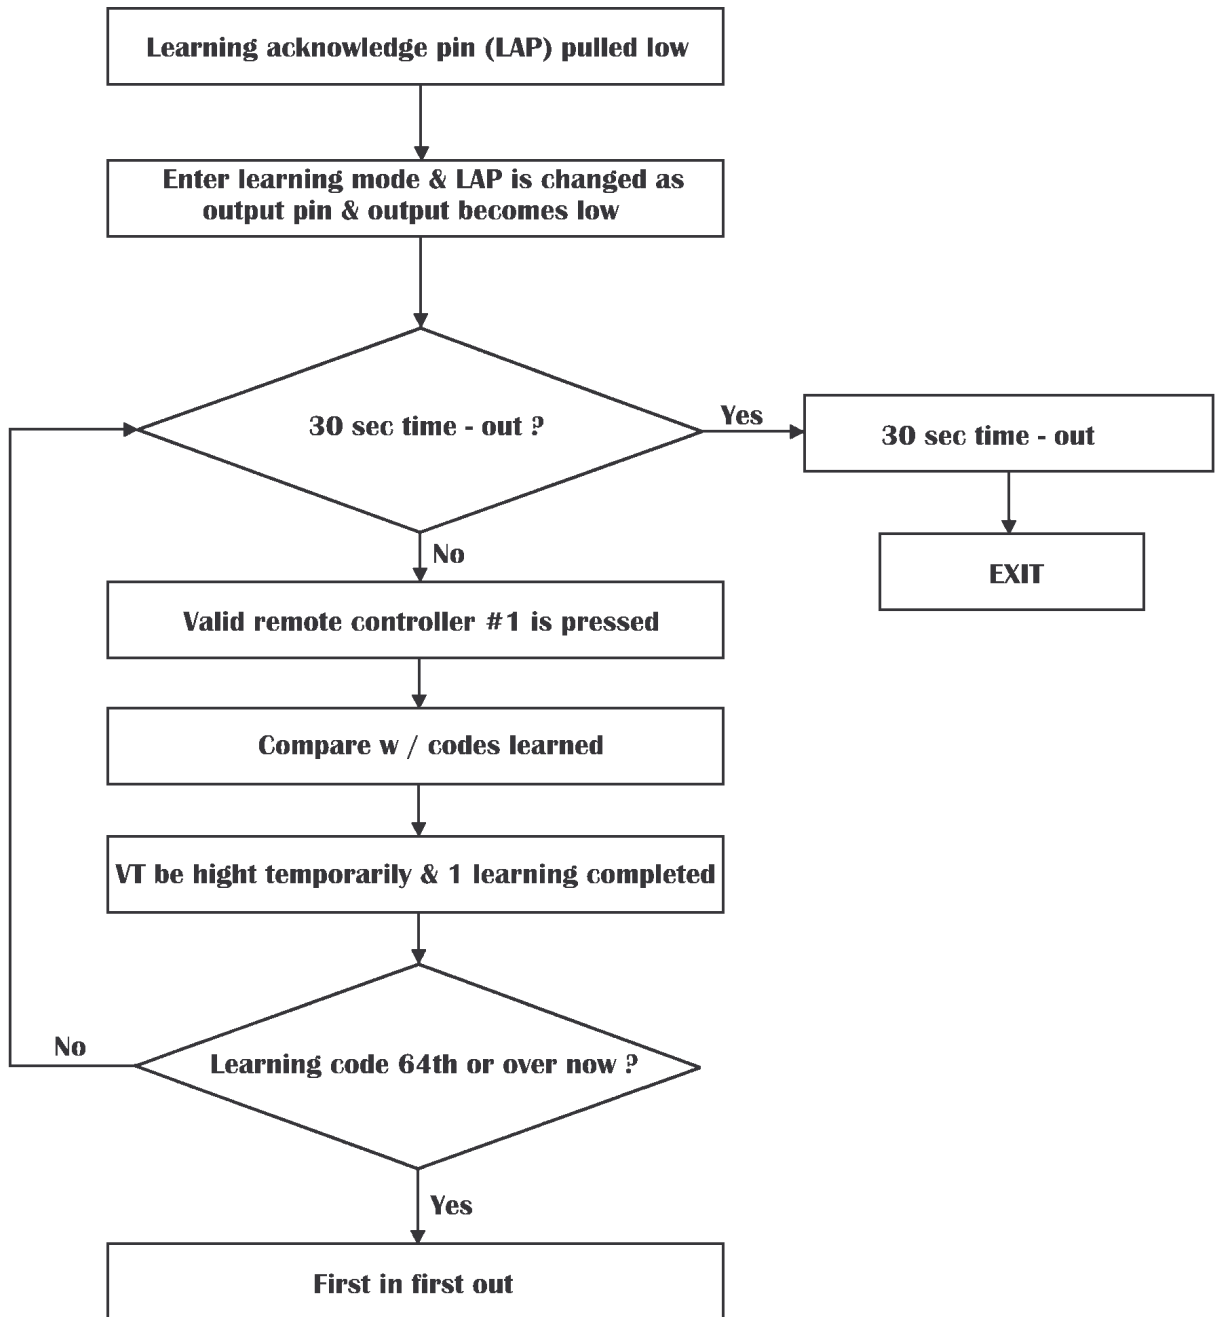 Learning acknowledge pin (LAP) pulled low
Enter learning mode & LAP is changed as
output pin & output becomes low
30 sec time - out ?
Yes
30 sec time - out
EXIT
No
Valid remote controller #1 is pressed
Compare w / codes learned
VT be hight temporarily & 1 learning completed
Learning code 64th or over now ?
No
Yes
First in first out